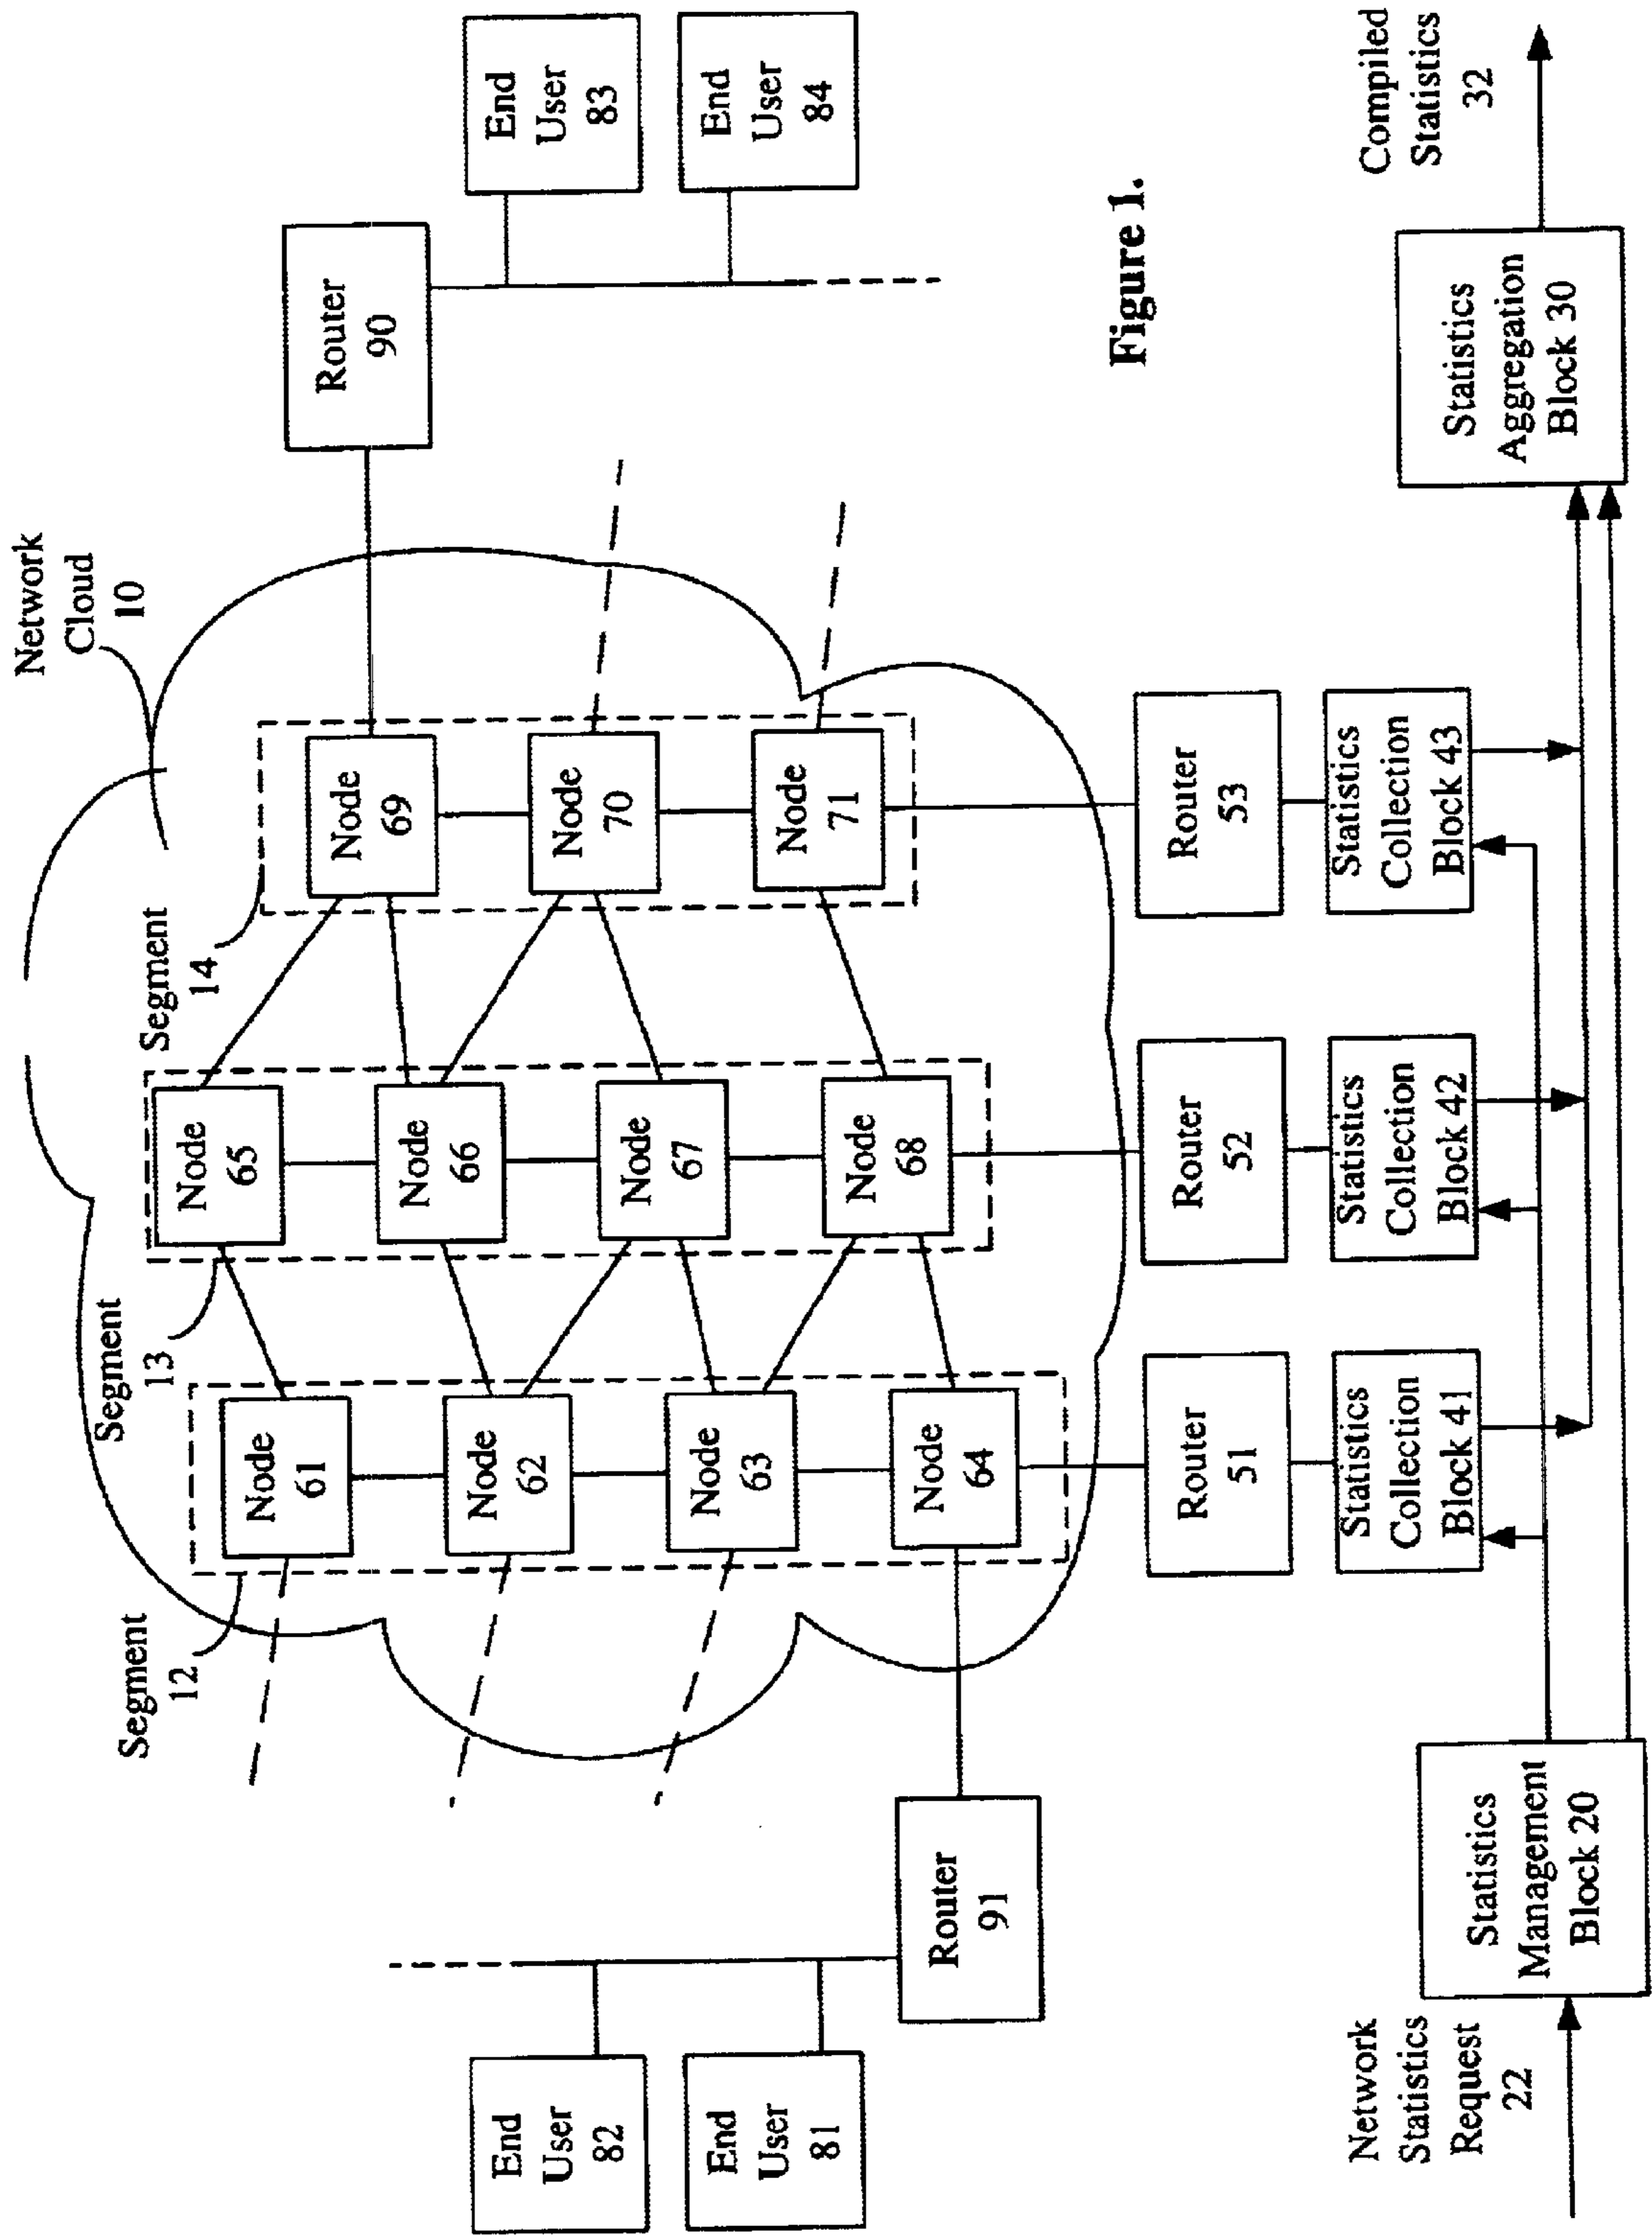 Network
Cloud
10
Segment
12
Segment
13
Segment
14
Node
61
Node
65
Node
69
Router
90
Node
62
Node
66
Node
70
End
User
82
End
User
83
Node
63
Node
67
Node
71
End
User
81
End
User
84
Node
64
Node
68
Router
91
Router
51
Router
52
Router
53
Figure 1.
Statistics
Collection
Block 41
Statistics
Collection
Block 42
Statistics
Collection
Block 43
Network
Statistics
Request
22
Statistics
Management
Block 20
Statistics
Aggregation
Block 30
Compiled
Statistics
32